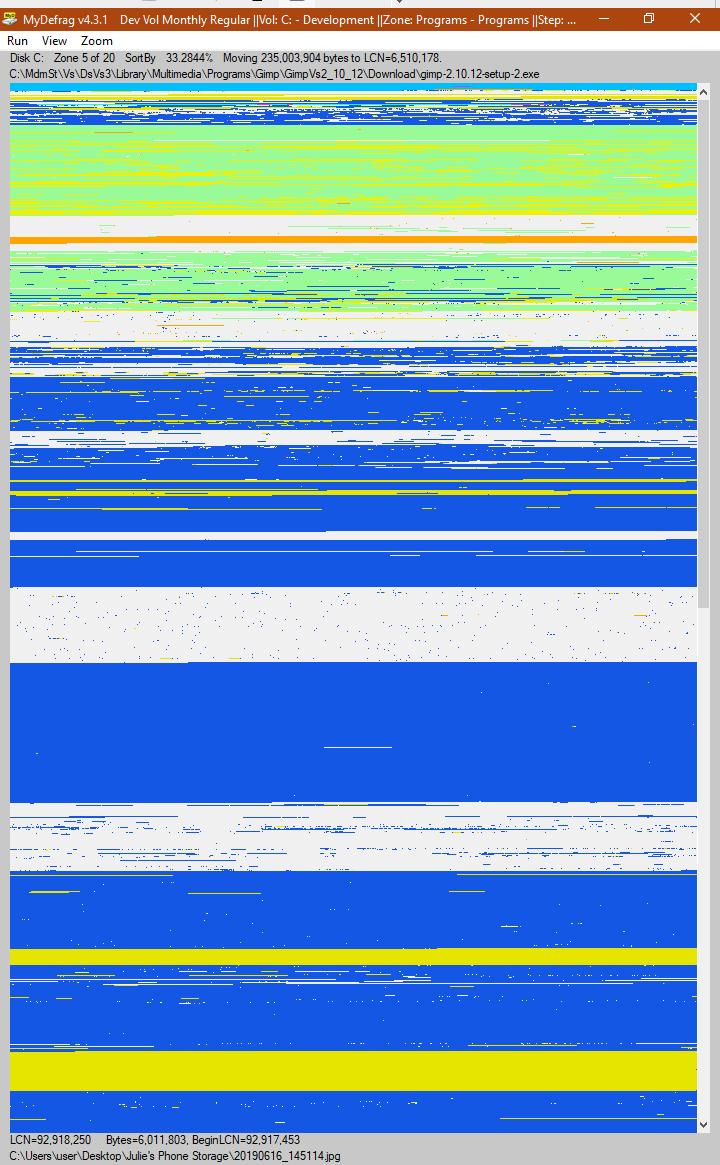 MyDefrag v4.3.1    Dev Vol Monthly Regular ||Vol: C: - Development ||Zone: Programs - Programs ||Step: ...
Run View Zoom
Disk C:   Zone 5 of 20   SortBy   33.2844%   Moving 235,003,904 bytes to LCN=6,510,178.
C:\MdmSt\Vs\DsVs3\Library\Multimedia\Programs\Gimp\GimpVs2_10_12\Download\gimp-2.10.12-setup-2.exe
LCN=92,918,250    Bytes=6,011,803, BeginLCN=92,917,453
C:\Users\user\Desktop\Julie's Phone Storage\20190616_145114.jpg